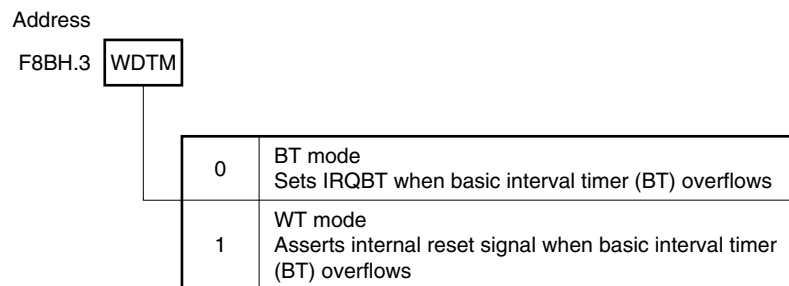 Address
F8BH.3 WDTM
0
BT mode
Sets IRQBT when basic interval timer (BT) overflows
1
WT mode
Asserts internal reset signal when basic interval timer
(BT) overflows